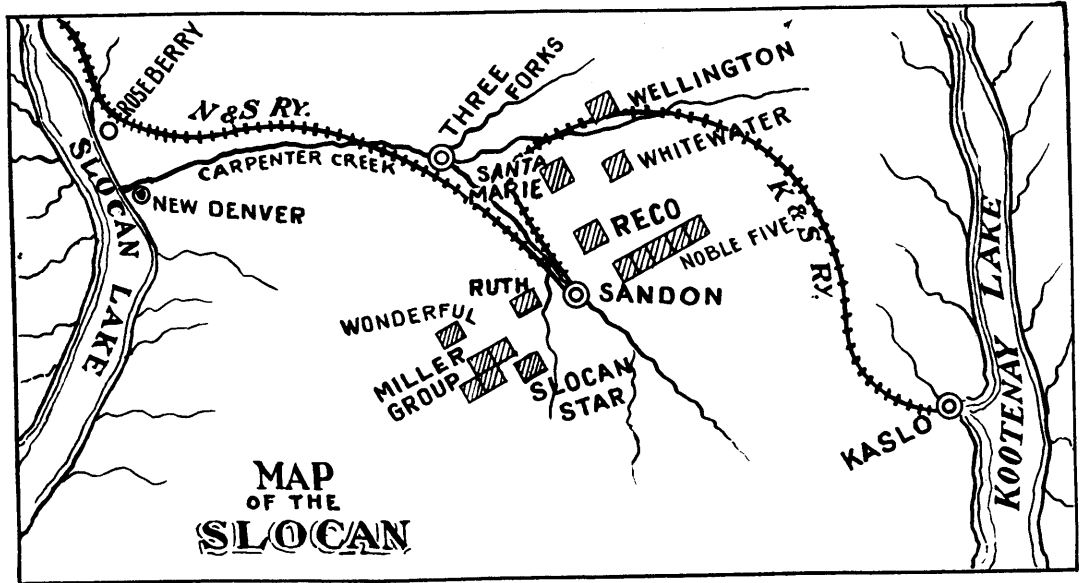 ROSEBERRY
N & S RY.
THREE
FORKS
WELLINGTON
SLOCAN LAKE
CARPENTER CREEK
SANTA
MARIE
WHITEWATER
NEW DENVER
RECO
NOBLE FIVE
K & S RY.
KOOTENAY LAKE
RUTH
SANDON
WONDERFUL
MILLER
GROUP
SLOCAN
STAR
KASLO
MAP
OF THE
SLOCAN